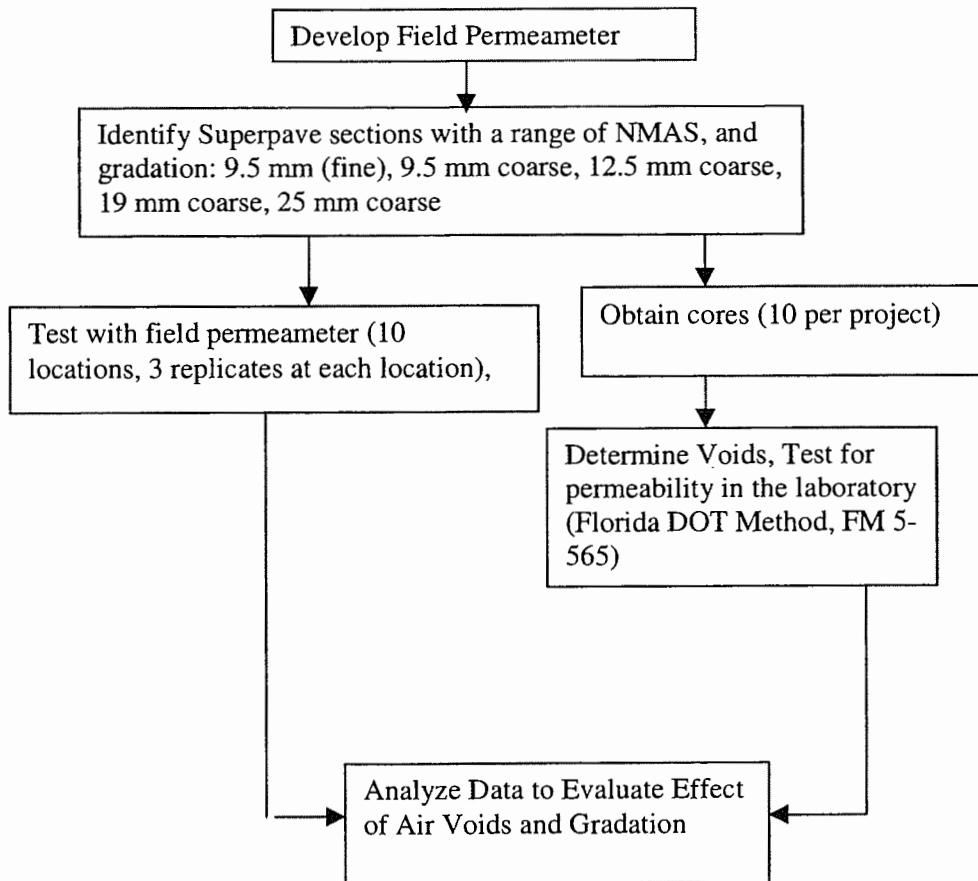 Develop Field Permeameter
Identify Superpave sections with a range of NMAS, and
gradation: 9.5 mm (fine), 9.5 mm coarse, 12.5 mm coarse,
19 mm coarse, 25 mm coarse
Test with field permeameter (10
locations, 3 replicates at each location),
Obtain cores (10 per project)
Determine Voids, Test for
permeability in the laboratory
(Florida DOT Method, FM 5-
565)
Analyze Data to Evaluate Effect
of Air Voids and Gradation